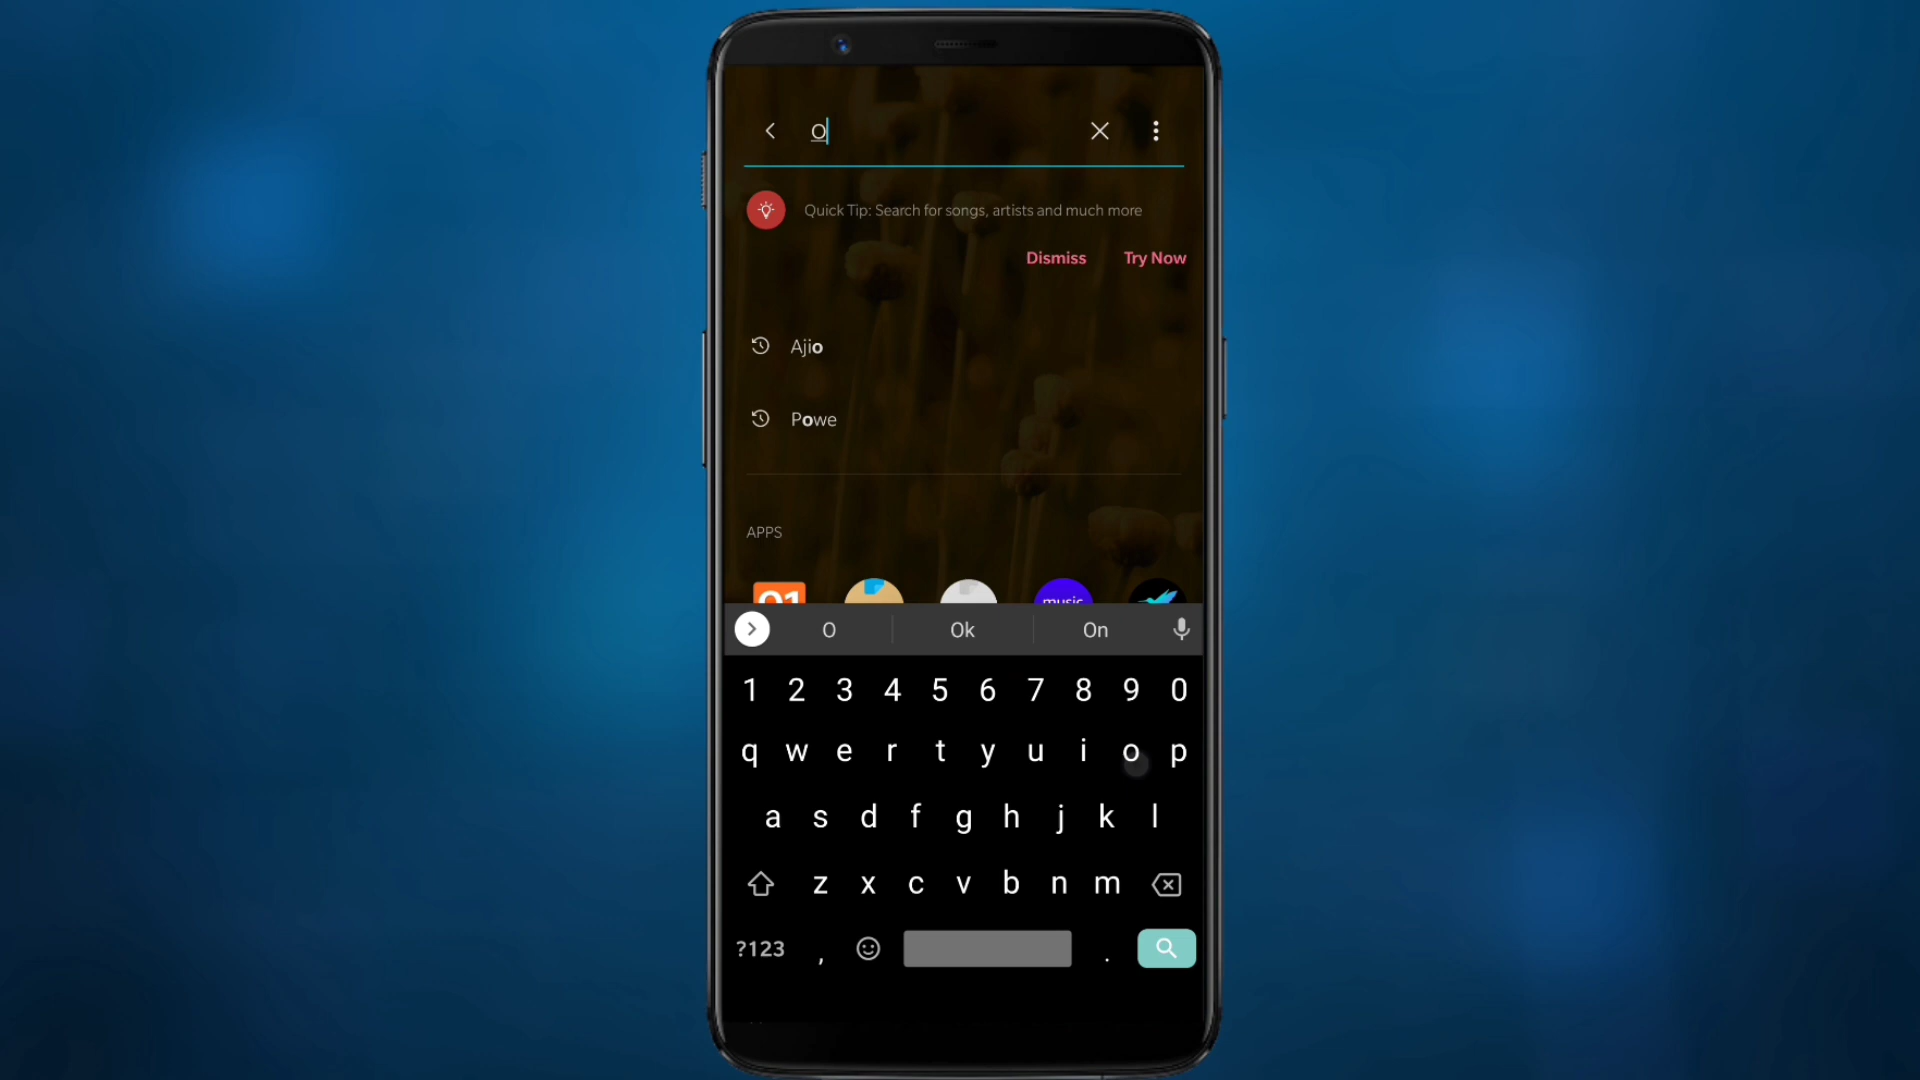 O
Quick Tip: Search for songs, artists and much more
Dismiss Try Now
Ajio
Powe
APPS
music
O Ok On
1 2 3 4 5 6 7 8 9 0
q w e r t y u i o p
a s d f g h j k l
z x c v b n m
?123 , .